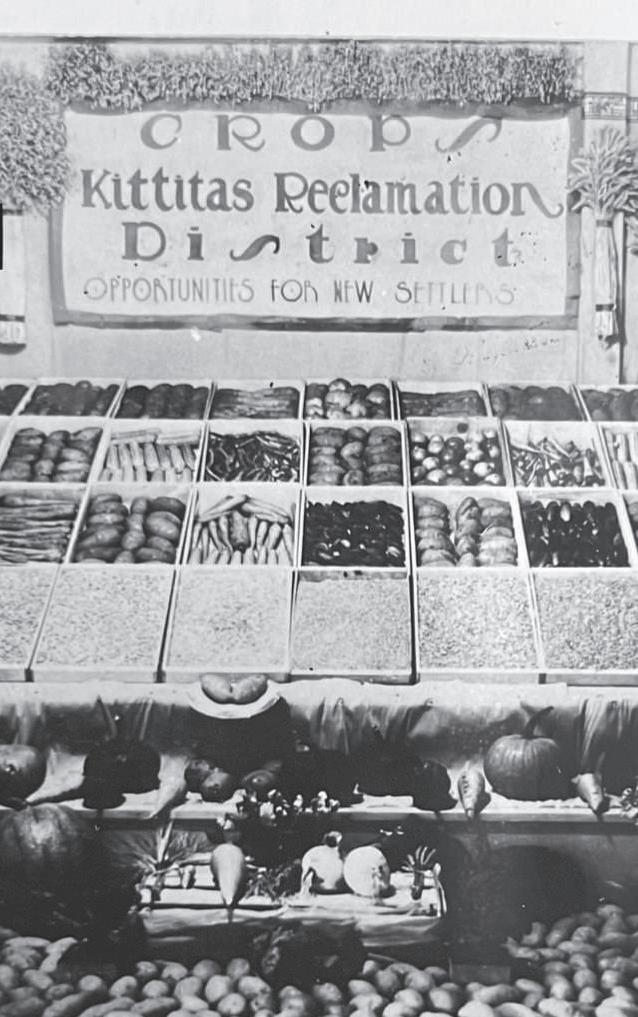 CROPS
Kittitas Reclamation
District
OPPORTUNITIES FOR NEW SETTLERS